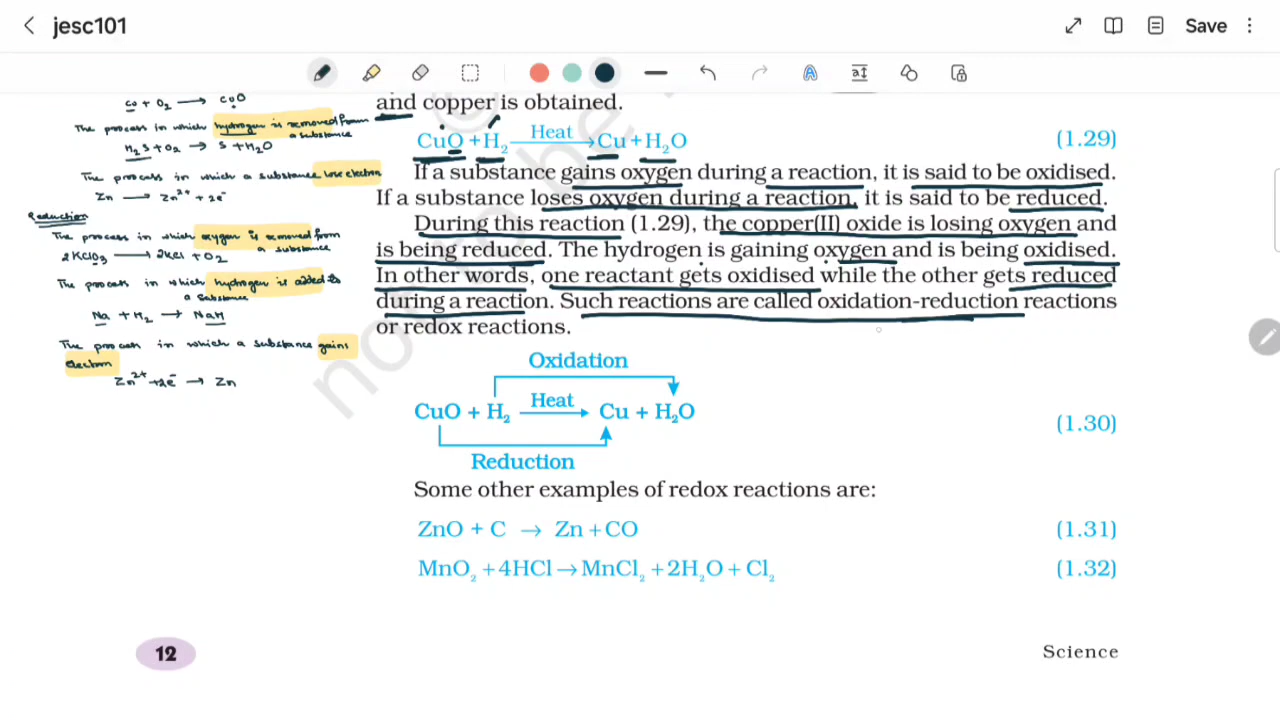 jesc101
Save
Co + O₂ → CoO
The process in which hydrogen is removed from
a substance
H₂S + O₂ → S + H₂O
The process in which a substance lose electron
Zn → Zn²⁺ + 2e⁻
Reduction
The process in which oxygen is removed from
a substance
2KClO₃ → 2KCl + O₂
The process in which hydrogen is added to
a substance
Na + H₂ → NaH
The process in which a substance gains
electron
Zn²⁺ + 2e⁻ → Zn
and copper is obtained.
CuO + H₂ Heat → Cu + H₂O (1.29)
If a substance gains oxygen during a reaction, it is said to be oxidised.
If a substance loses oxygen during a reaction, it is said to be reduced.
During this reaction (1.29), the copper(II) oxide is losing oxygen and
is being reduced. The hydrogen is gaining oxygen and is being oxidised.
In other words, one reactant gets oxidised while the other gets reduced
during a reaction. Such reactions are called oxidation-reduction reactions
or redox reactions.
Oxidation
CuO + H₂ Heat → Cu + H₂O (1.30)
Reduction
Some other examples of redox reactions are:
ZnO + C → Zn + CO (1.31)
MnO₂ + 4HCl → MnCl₂ + 2H₂O + Cl₂ (1.32)
12
Science